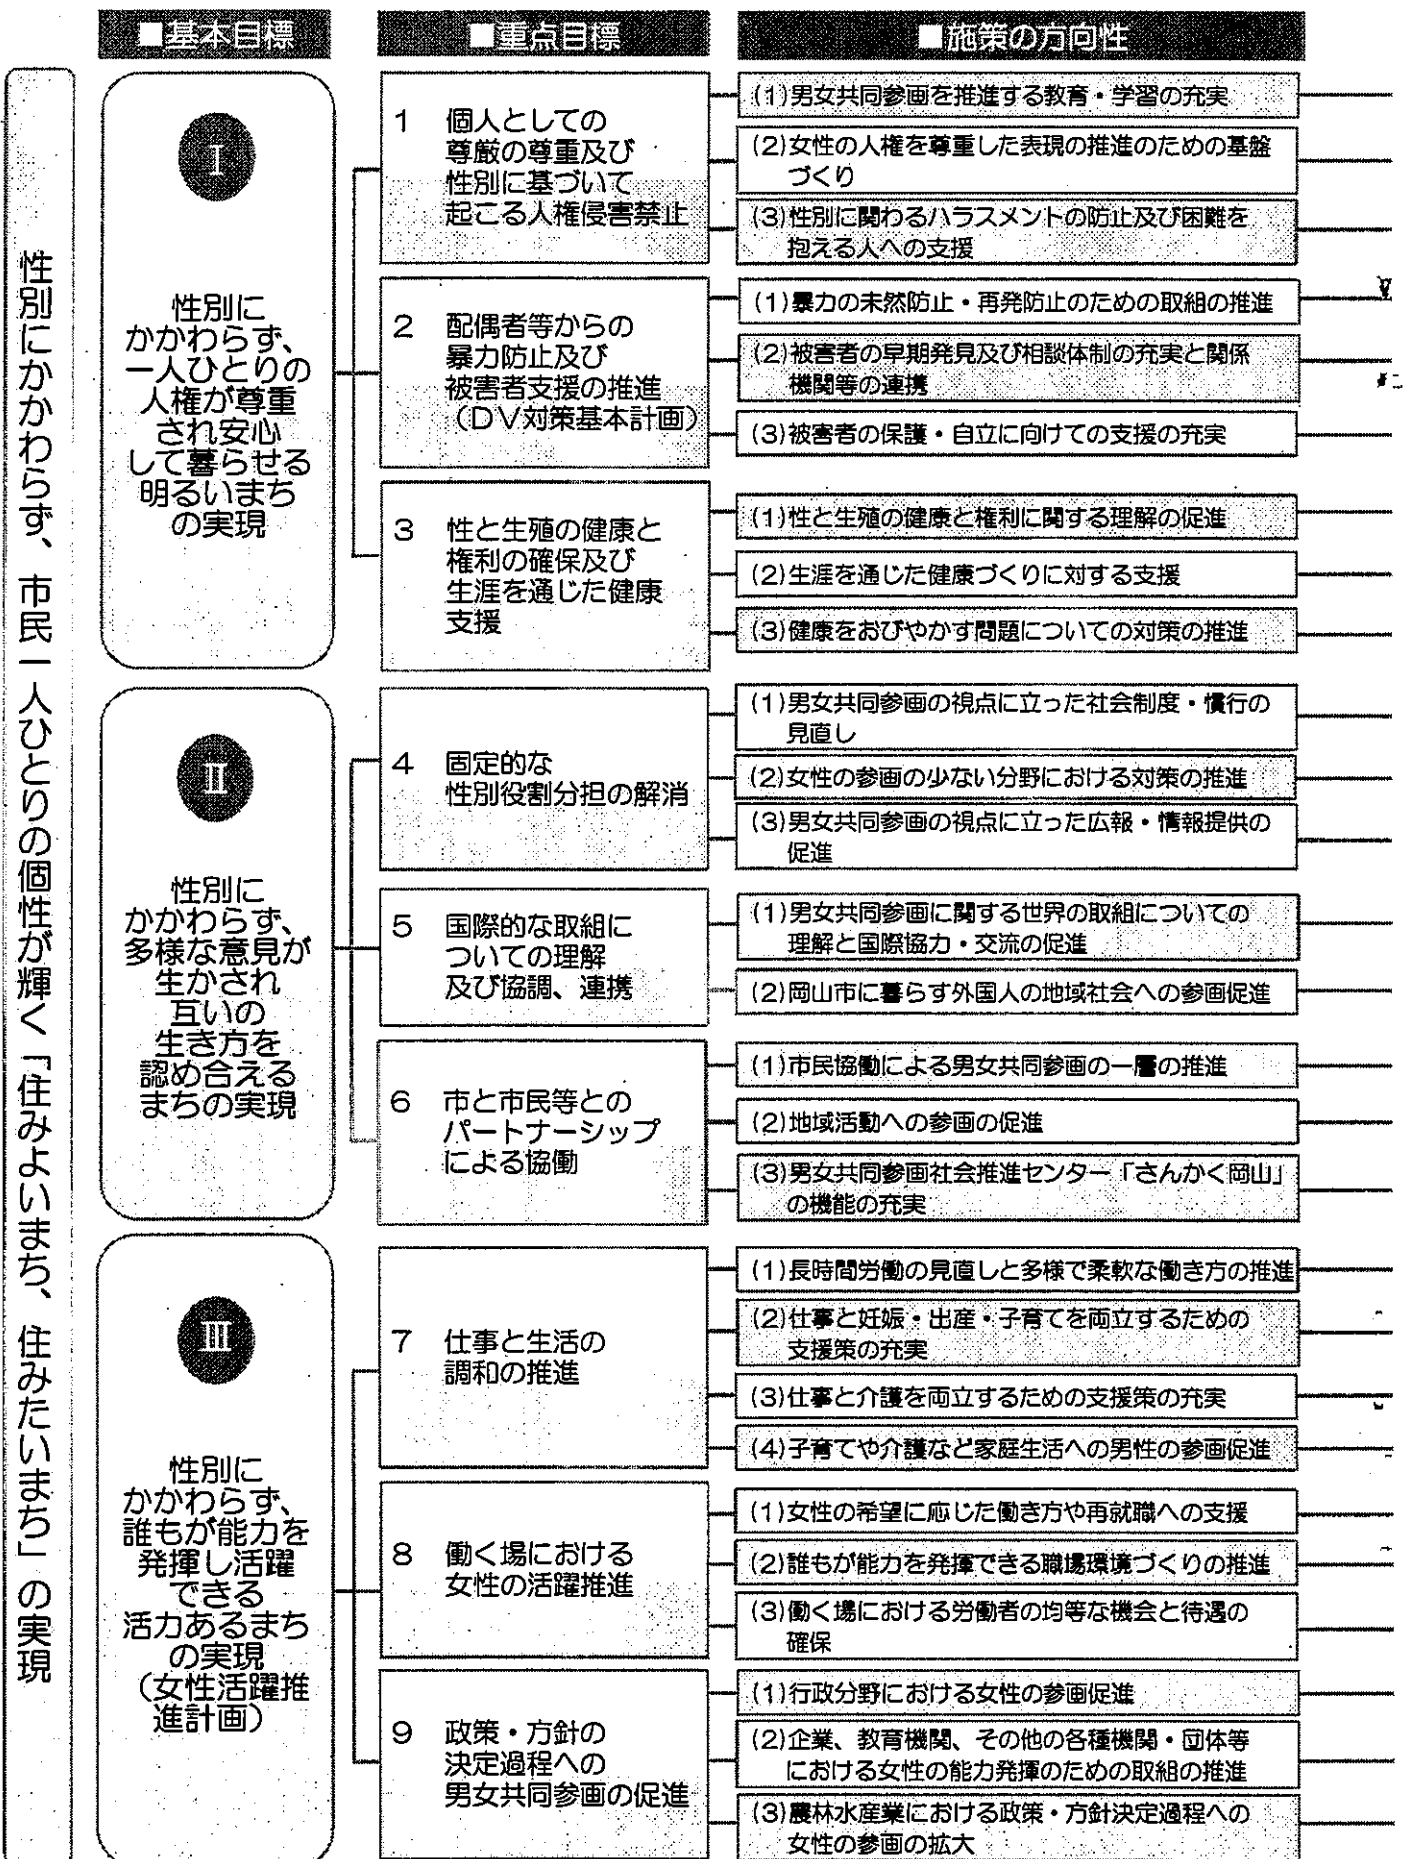 ■基本目標
■重点目標
■施策の方向性
性別にかかわらず、市民一人ひとりの個性が輝く「住みよいまち、住みたいまち」の実現
Ⅰ
性別に
かかわらず、
一人ひとりの
人権が尊重
され安心
して暮らせる
明るいまち
の実現
1 個人としての
尊厳の尊重及び
性別に基づいて
起こる人権侵害禁止
(1)男女共同参画を推進する教育・学習の充実
(2)女性の人権を尊重した表現の推進のための基盤
づくり
(3)性別に関わるハラスメントの防止及び困難を
抱える人への支援
2 配偶者等からの
暴力防止及び
被害者支援の推進
(DV対策基本計画)
(1)暴力の未然防止・再発防止のための取組の推進
(2)被害者の早期発見及び相談体制の充実と関係
機関等の連携
(3)被害者の保護・自立に向けての支援の充実
3 性と生殖の健康と
権利の確保及び
生涯を通じた健康
支援
(1)性と生殖の健康と権利に関する理解の促進
(2)生涯を通じた健康づくりに対する支援
(3)健康をおびやかす問題についての対策の推進
Ⅱ
性別に
かかわらず、
多様な意見が
生かされ
互いの
生き方を
認め合える
まちの実現
4 固定的な
性別役割分担の解消
(1)男女共同参画の視点に立った社会制度・慣行の
見直し
(2)女性の参画の少ない分野における対策の推進
(3)男女共同参画の視点に立った広報・情報提供の
促進
5 国際的な取組に
ついての理解
及び協調、連携
(1)男女共同参画に関する世界の取組についての
理解と国際協力・交流の促進
(2)岡山市に暮らす外国人の地域社会への参画促進
6 市と市民等との
パートナーシップ
による協働
(1)市民協働による男女共同参画の一層の推進
(2)地域活動への参画の促進
(3)男女共同参画社会推進センター「さんかく岡山」
の機能の充実
Ⅲ
性別に
かかわらず、
誰もが能力を
発揮し活躍
できる
活力あるまち
の実現
(女性活躍推
進計画)
7 仕事と生活の
調和の推進
(1)長時間労働の見直しと多様で柔軟な働き方の推進
(2)仕事と妊娠・出産・子育てを両立するための
支援策の充実
(3)仕事と介護を両立するための支援策の充実
(4)子育てや介護など家庭生活への男性の参画促進
8 働く場における
女性の活躍推進
(1)女性の希望に応じた働き方や再就職への支援
(2)誰もが能力を発揮できる職場環境づくりの推進
(3)働く場における労働者の均等な機会と待遇の
確保
9 政策・方針の
決定過程への
男女共同参画の促進
(1)行政分野における女性の参画促進
(2)企業、教育機関、その他の各種機関・団体等
における女性の能力発揮のための取組の推進
(3)農林水産業における政策・方針決定過程への
女性の参画の拡大